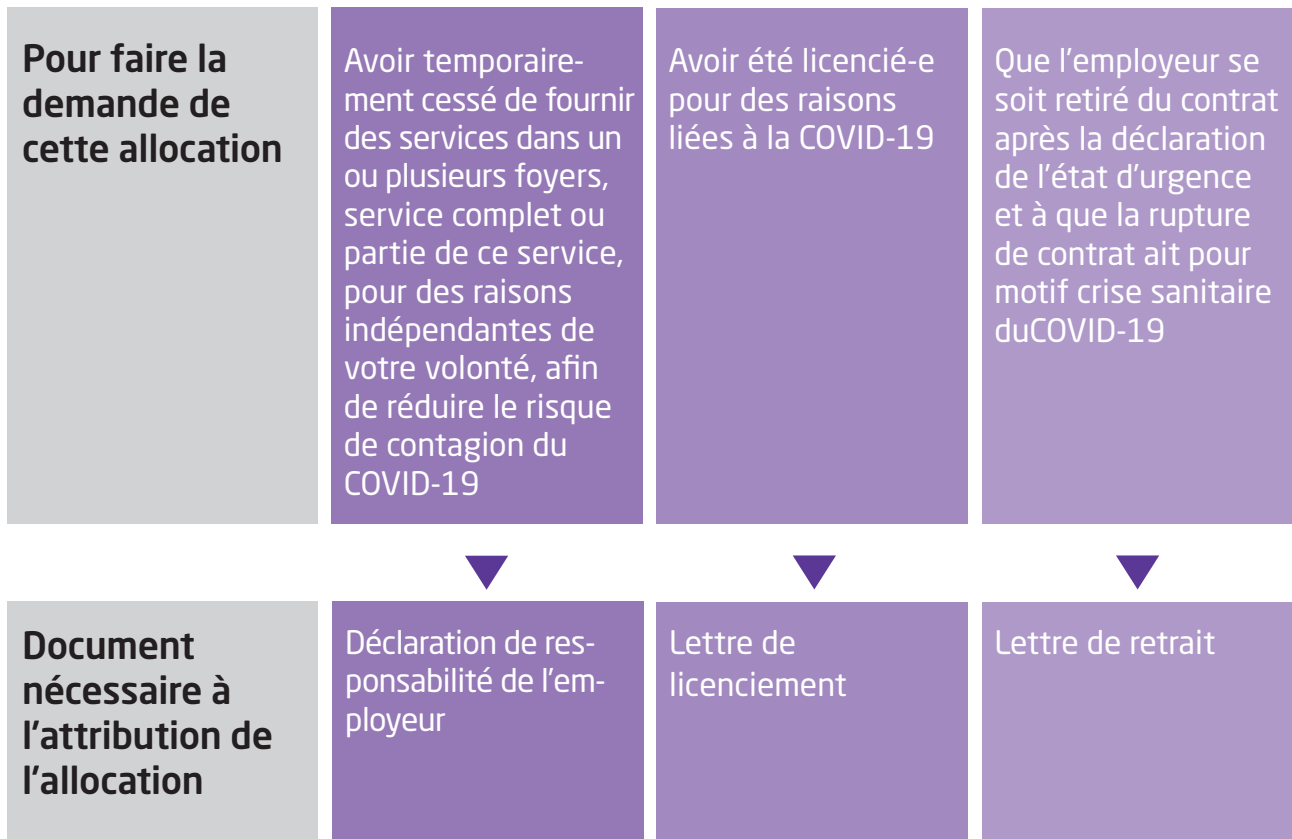 Pour faire la
demande de
cette allocation
Avoir temporaire-
ment cessé de fournir
des services dans un
ou plusieurs foyers,
service complet ou
partie de ce service,
pour des raisons
indépendantes de
votre volonté, afin
de réduire le risque
de contagion du
COVID-19
Avoir été licencié-e
pour des raisons
liées à la COVID-19
Que l’employeur se
soit retiré du contrat
après la déclaration
de l’état d’urgence
et à que la rupture
de contrat ait pour
motif crise sanitaire
duCOVID-19
Document
nécessaire à
l’attribution de
l’allocation
Déclaration de res-
ponsabilité de l’em-
ployeur
Lettre de
licenciement
Lettre de retrait